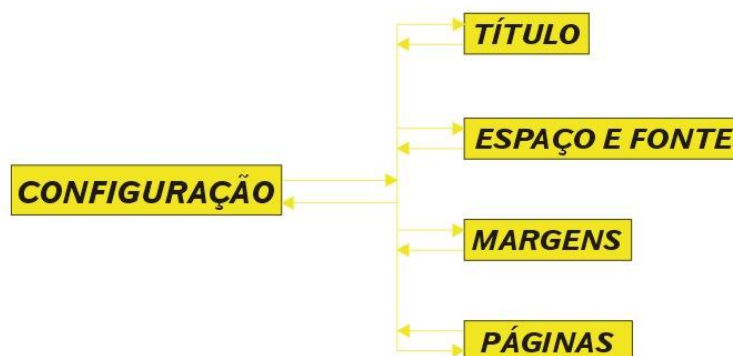 TÍTULO
ESPAÇO E FONTE
CONFIGURAÇÃO
MARGENS
PÁGINAS